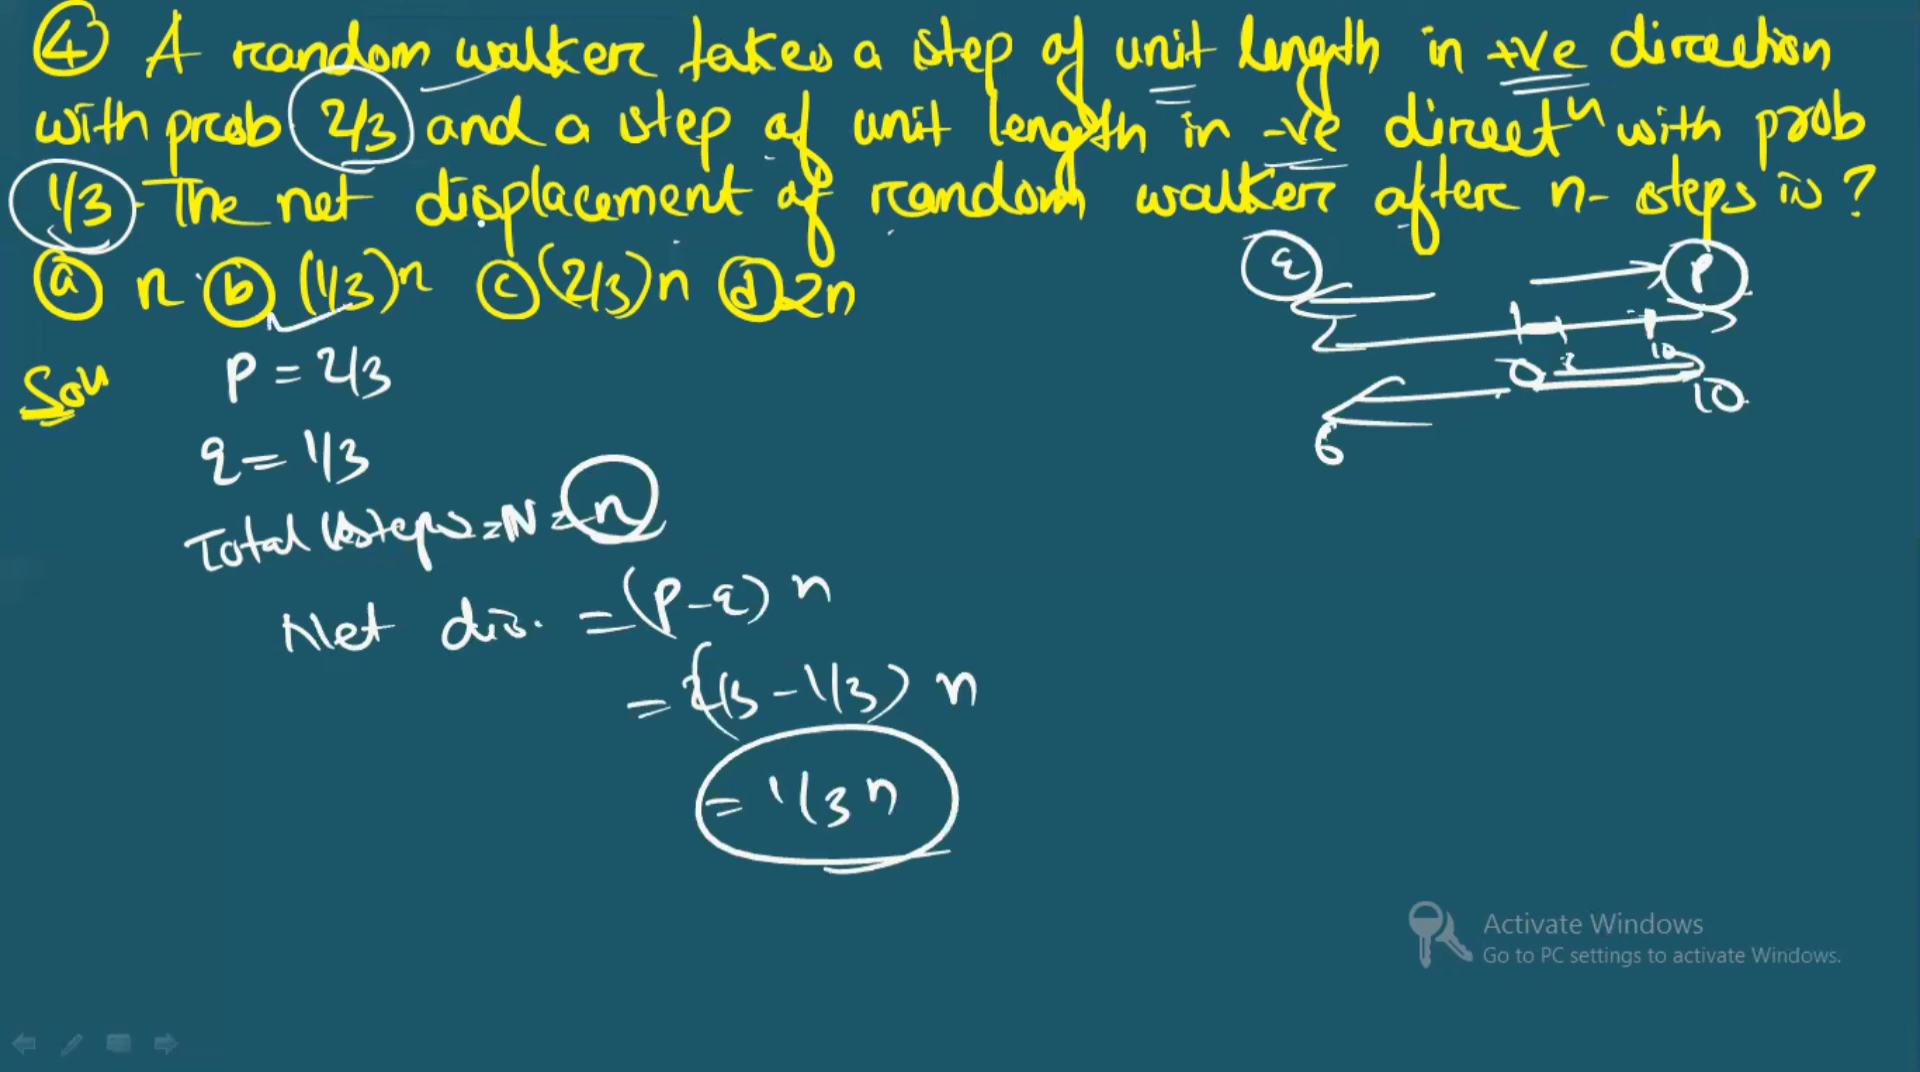 ④ A random walker takes a step of unit length in +ve direction
with prob 2/3 and a step of unit length in -ve directⁿ with prob
1/3. The net displacement of random walker after n- steps is?
ⓐ n ⓑ (1/3)n ⓒ (2/3)n ⓓ 2n
q P
0 10
10
6
Son
P = 2/3
q = 1/3
Total steps = N = n
Net dis. = (P-q) n
= (2/3 - 1/3) n
= 1/3 n
Activate Windows
Go to PC settings to activate Windows.